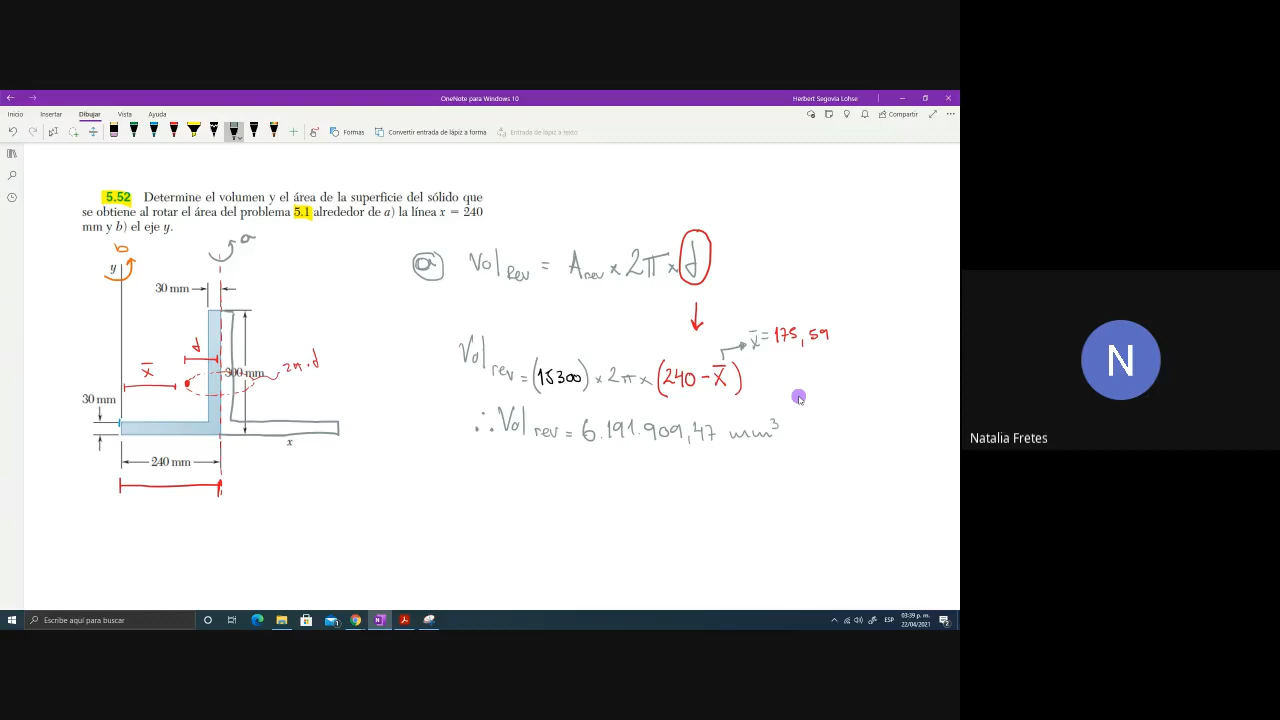 OneNote para Windows 10
Herbert Segovia Lohse
Inicio Insertar Dibujar Vista Ayuda
Compartir
Formas Convertir entrada de lápiz a forma Entrada de lápiz a texto
5.52 Determine el volumen y el área de la superficie del sólido que
se obtiene al rotar el área del problema 5.1 alrededor de a) la línea x = 240
mm y b) el eje y.
b
a
y
30 mm
d
x̄
300 mm
2π·d
30 mm
x
240 mm
a Vol Rev = A rev x 2π x d
Vol rev = (15300) x 2π x (240 - x̄)
x̄ = 175,59
∴ Vol rev = 6.191.909,47 mm³
N
Natalia Fretes
Escribe aquí para buscar
ESP
03:39 p. m.
22/04/2021